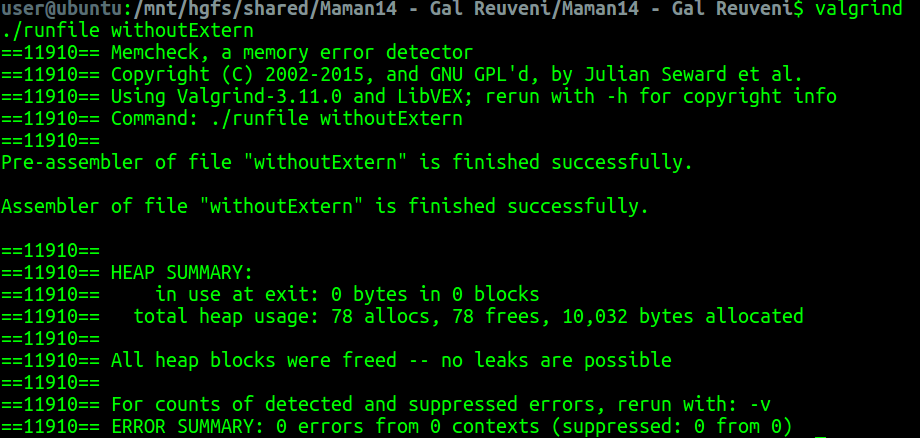 user@ubuntu:/mnt/hgfs/shared/Maman14 - Gal Reuveni/Maman14 - Gal Reuveni$ valgrind
./runfile withoutExtern
==11910== Memcheck, a memory error detector
==11910== Copyright (C) 2002-2015, and GNU GPL'd, by Julian Seward et al.
==11910== Using Valgrind-3.11.0 and LibVEX; rerun with -h for copyright info
==11910== Command: ./runfile withoutExtern
==11910==
Pre-assembler of file "withoutExtern" is finished successfully.

Assembler of file "withoutExtern" is finished successfully.

==11910==
==11910== HEAP SUMMARY:
==11910==     in use at exit: 0 bytes in 0 blocks
==11910==   total heap usage: 78 allocs, 78 frees, 10,032 bytes allocated
==11910==
==11910== All heap blocks were freed -- no leaks are possible
==11910==
==11910== For counts of detected and suppressed errors, rerun with: -v
==11910== ERROR SUMMARY: 0 errors from 0 contexts (suppressed: 0 from 0)